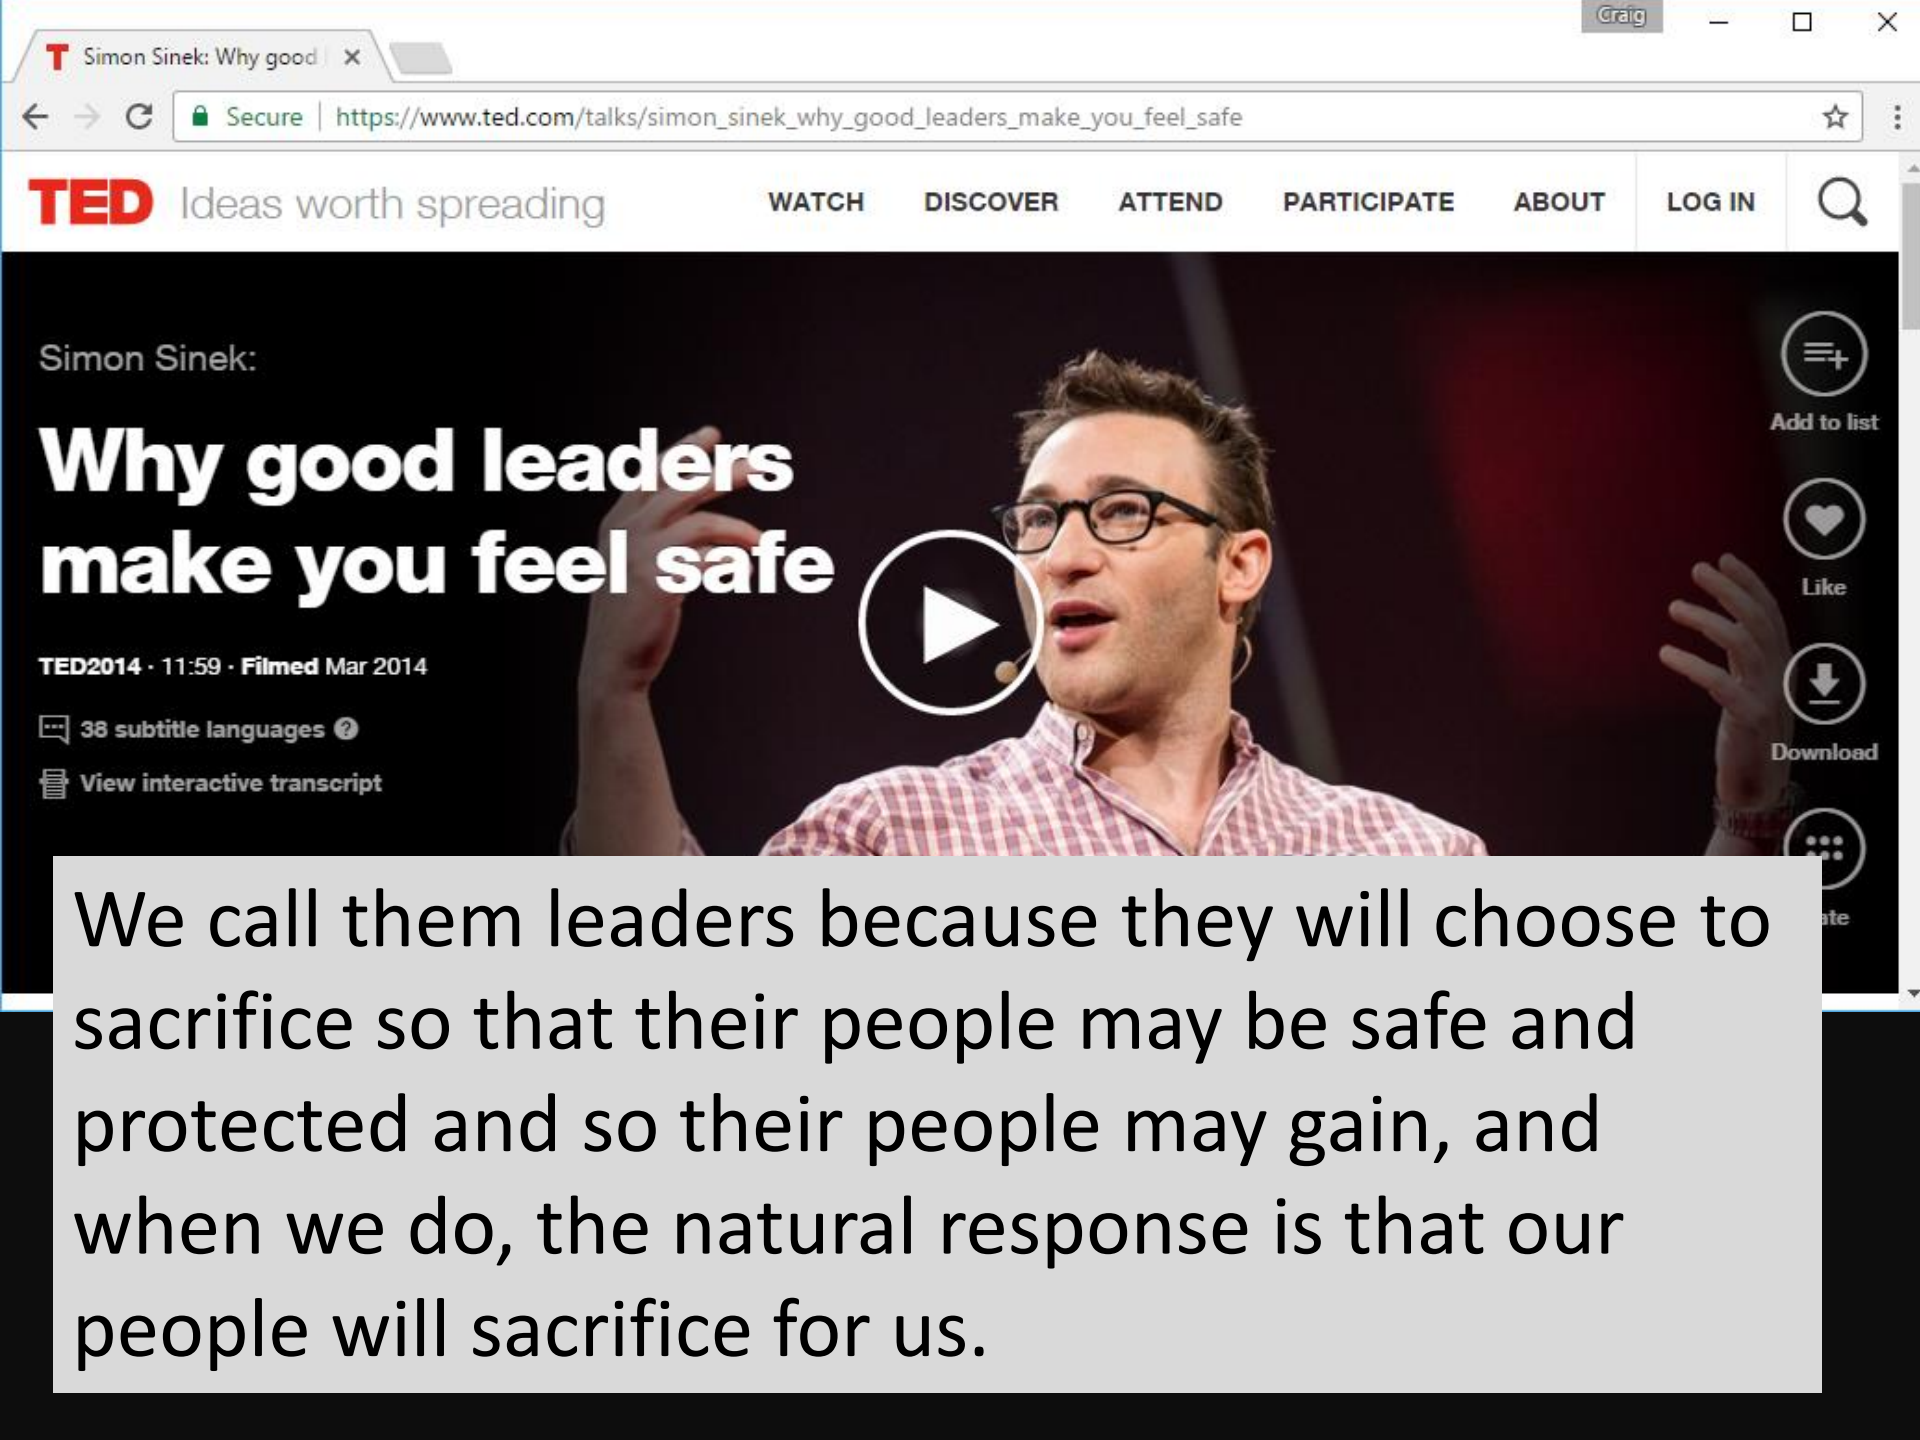 Craig
Simon Sinek: Why good
Secure | https://www.ted.com/talks/simon_sinek_why_good_leaders_make_you_feel_safe
TED Ideas worth spreading
WATCH DISCOVER ATTEND PARTICIPATE ABOUT LOG IN
Simon Sinek:
Why good leaders
make you feel safe
TED2014 · 11:59 · Filmed Mar 2014
38 subtitle languages ?
View interactive transcript
Add to list
Like
Download
We call them leaders because they will choose to
sacrifice so that their people may be safe and
protected and so their people may gain, and
when we do, the natural response is that our
people will sacrifice for us.